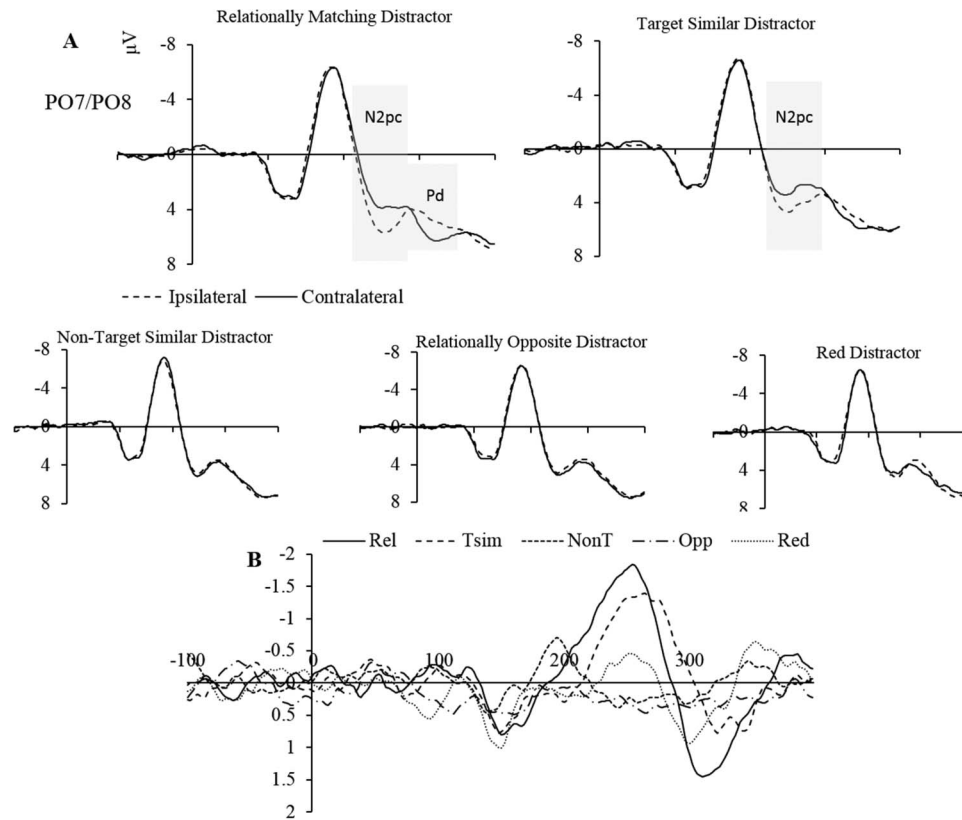 Relationally Matching Distractor
Target Similar Distractor
A
μV
-8
-4
0
4
8
PO7/PO8
N2pc
Pd
-8
-4
0
4
8
N2pc
Ipsilateral Contralateral
Non-Target Similar Distractor
Relationally Opposite Distractor
Red Distractor
-8
-4
0
4
8
-8
-4
0
4
8
-8
-4
0
4
8
Rel Tsim NonT Opp Red
B
-2
-1.5
-1
-0.5
0
0.5
1
1.5
2
-100 0 100 200 300